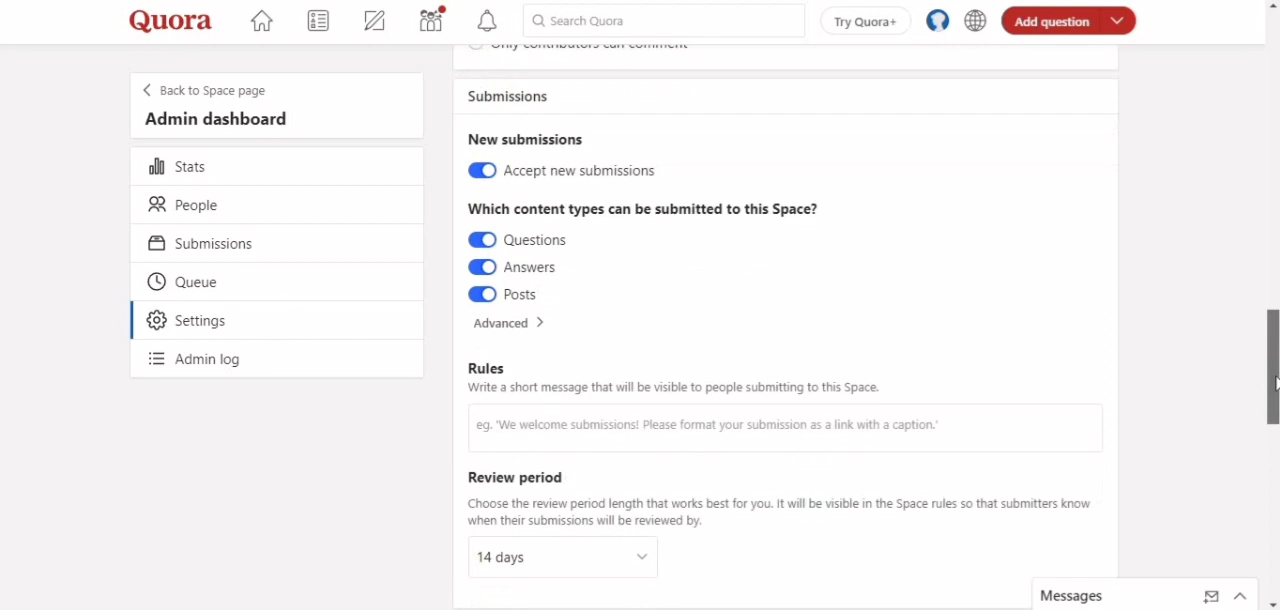 Quora
Search Quora
Try Quora+
Add question
Only contributors can comment
Back to Space page
Admin dashboard
Stats
People
Submissions
Queue
Settings
Admin log
Submissions
New submissions
Accept new submissions
Which content types can be submitted to this Space?
Questions
Answers
Posts
Advanced
Rules
Write a short message that will be visible to people submitting to this Space.
eg. 'We welcome submissions! Please format your submission as a link with a caption.'
Review period
Choose the review period length that works best for you. It will be visible in the Space rules so that submitters know
when their submissions will be reviewed by.
14 days
Messages